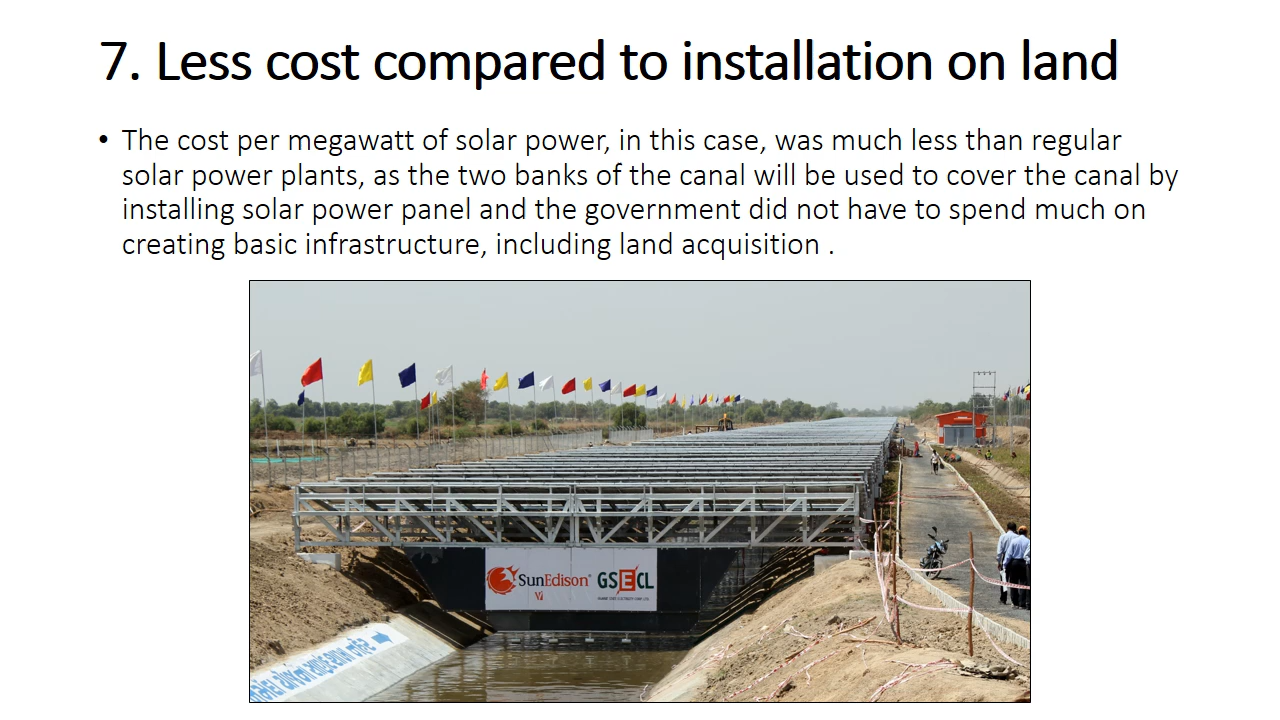 7. Less cost compared to installation on land
• The cost per megawatt of solar power, in this case, was much less than regular
solar power plants, as the two banks of the canal will be used to cover the canal by
installing solar power panel and the government did not have to spend much on
creating basic infrastructure, including land acquisition .
SunEdison GSECL